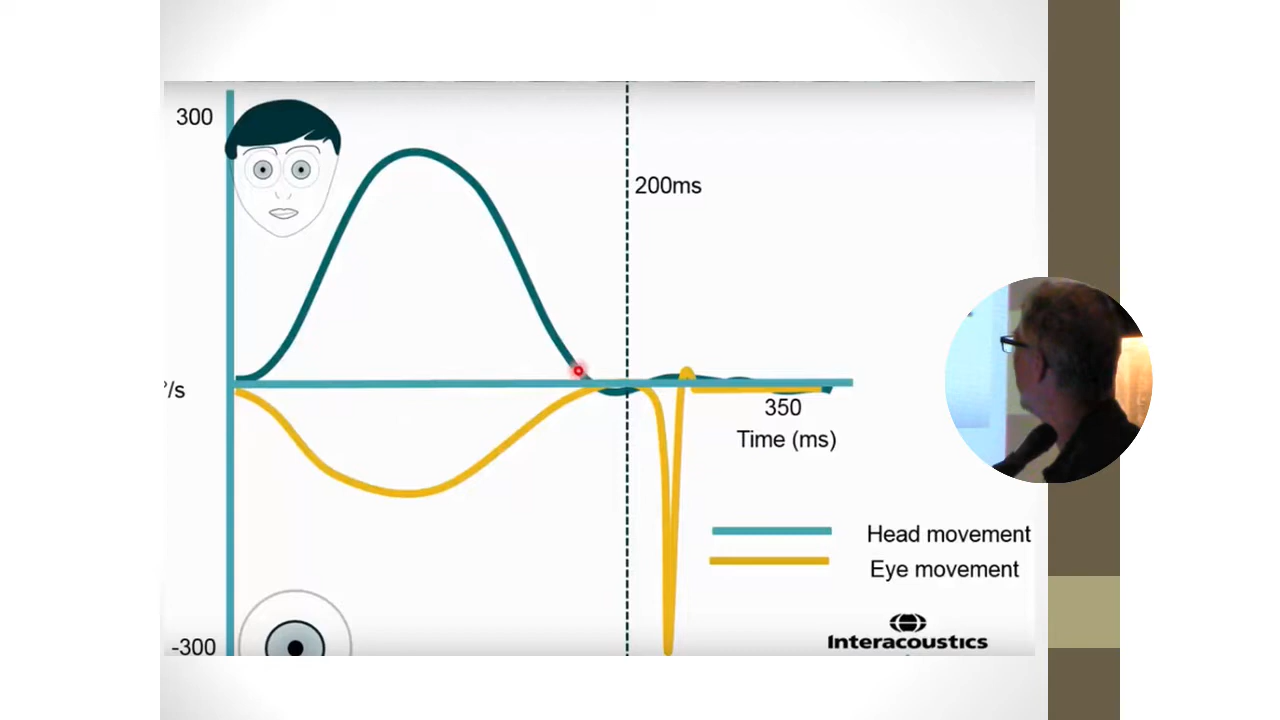 300
200ms
°/s
350
Time (ms)
Head movement
Eye movement
-300
Interacoustics